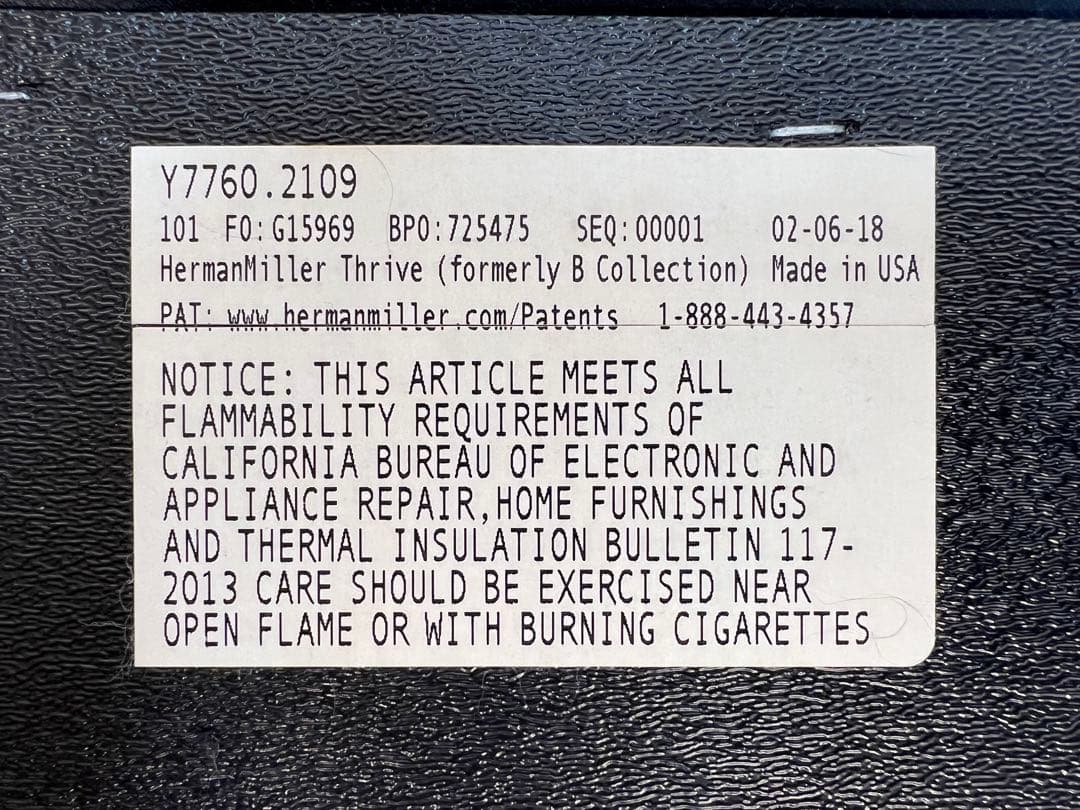 Y7760.2109
101 FO:G15969 BPO:725475 SEQ:00001 02-06-18
HermanMiller Thrive (formerly B Collection) Made in USA
PAT: www.hermanmiller.com/Patents 1-888-443-4357
NOTICE: THIS ARTICLE MEETS ALL
FLAMMABILITY REQUIREMENTS OF
CALIFORNIA BUREAU OF ELECTRONIC AND
APPLIANCE REPAIR,HOME FURNISHINGS
AND THERMAL INSULATION BULLETIN 117-
2013 CARE SHOULD BE EXERCISED NEAR
OPEN FLAME OR WITH BURNING CIGARETTES